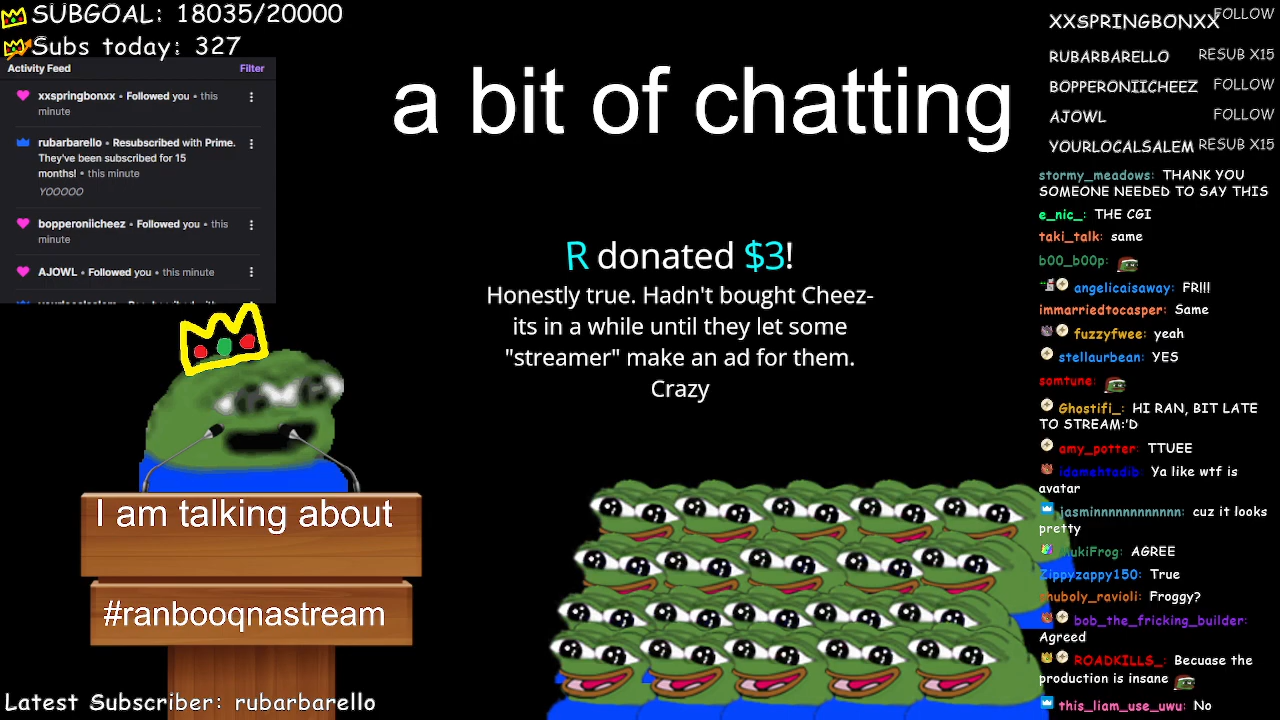 SUBGOAL: 18035/20000
Subs today: 327
Activity Feed
Filter
xxspringbonxx • Followed you • this
minute
rubarbarello • Resubscribed with Prime.
They've been subscribed for 15
months! • this minute
YOOOOO
bopperoniicheez • Followed you • this
minute
AJOWL • Followed you • this minute
a bit of chatting
R donated $3!
Honestly true. Hadn't bought Cheez-
its in a while until they let some
"streamer" make an ad for them.
Crazy
I am talking about
#ranbooqnastream
Latest Subscriber: rubarbarello
XXSPRINGBONXX FOLLOW
RUBARBARELLO RESUB X15
BOPPERONIICHEEZ FOLLOW
AJOWL FOLLOW
YOURLOCALSALEM RESUB X15
stormy_meadows: THANK YOU
SOMEONE NEEDED TO SAY THIS
e_nic_: THE CGI
taki_talk: same
b00_b00p:
angelicaisaway: FR!!!
immarriedtocasper: Same
fuzzyfwee: yeah
stellaurbean: YES
somtune:
Ghostifi_: HI RAN, BIT LATE
TO STREAM:'D
amy_potter: TTUEE
idamehtadib: Ya like wtf is
avatar
jasminnnnnnnnnnn: cuz it looks
pretty
AGREE
Zippyzappy150: True
shuboly_ravioli: Froggy?
bob_the_fricking_builder:
Agreed
ROADKILLS_: Becuase the
production is insane
this_liam_use_uwu: No